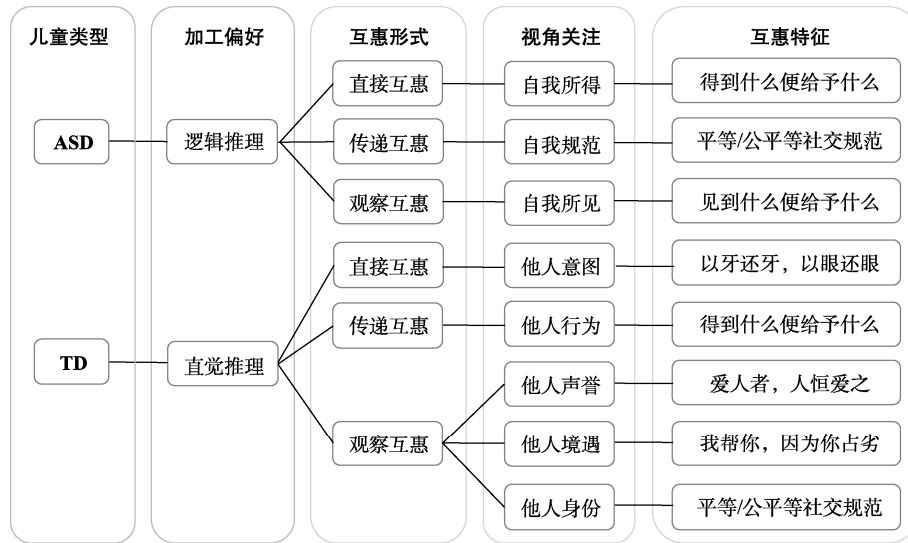 儿童类型
加工偏好
互惠形式
视角关注
互惠特征
ASD
逻辑推理
直接互惠
自我所得
得到什么便给予什么
传递互惠
自我规范
平等/公平等社交规范
观察互惠
自我所见
见到什么便给予什么
TD
直觉推理
直接互惠
他人意图
以牙还牙，以眼还眼
传递互惠
他人行为
得到什么便给予什么
观察互惠
他人声誉
爱人者，人恒爱之
他人境遇
我帮你，因为你占劣
他人身份
平等/公平等社交规范